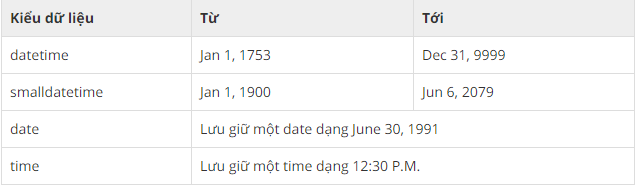 Kiểu dữ liệu Từ Tới
datetime Jan 1, 1753 Dec 31, 9999
smalldatetime Jan 1, 1900 Jun 6, 2079
date Lưu giữ một date dạng June 30, 1991
time Lưu giữ một time dạng 12:30 P.M.